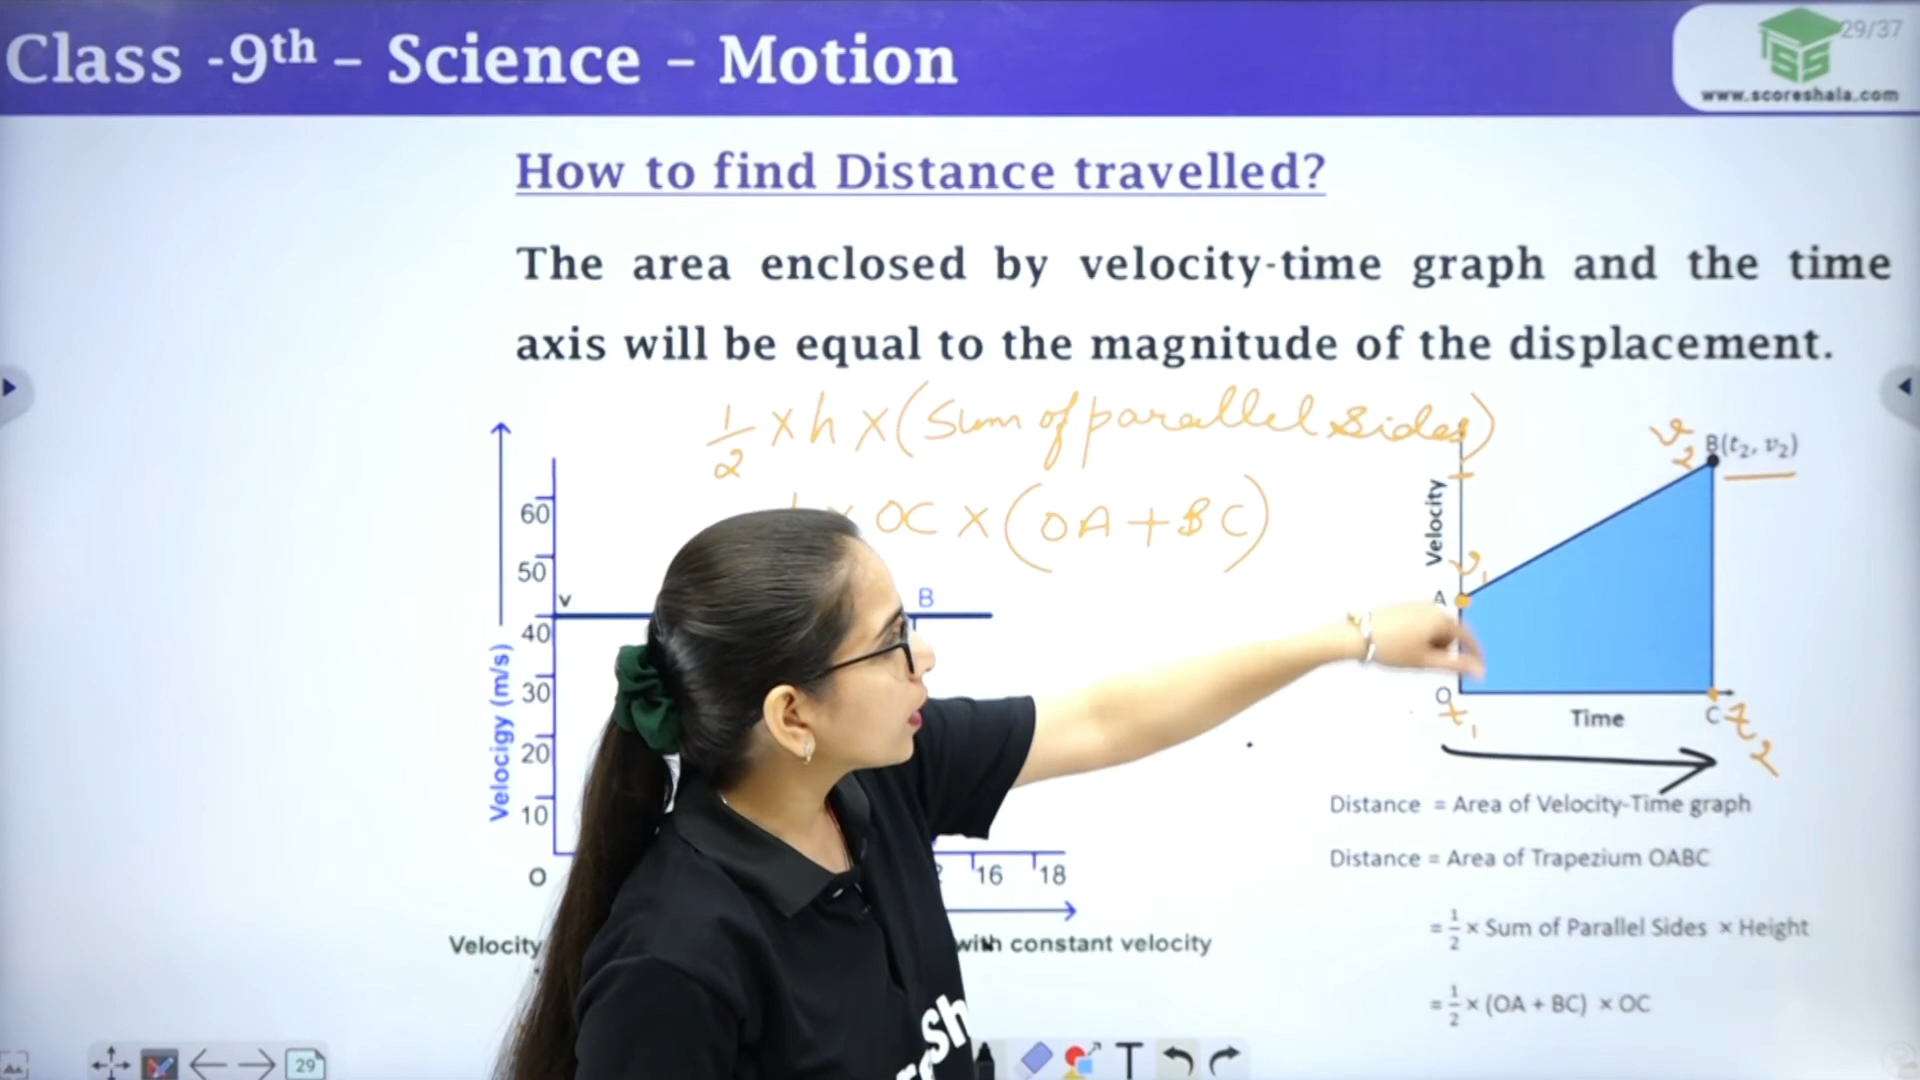 Class -9th – Science – Motion
29/37
www.scoreshala.com
How to find Distance travelled?
The area enclosed by velocity-time graph and the time
axis will be equal to the magnitude of the displacement.
1/2 × h × (Sum of parallel sides)
× OC × (OA + BC)
Velocigy (m/s)
60
50
40
30
20
10
O
v
B
16
18
Velocity
with constant velocity
Velocity
v2
B(t2, v2)
v1
A
O
t1
Time
C
t2
Distance = Area of Velocity-Time graph
Distance = Area of Trapezium OABC
= 1/2 × Sum of Parallel Sides × Height
= 1/2 × (OA + BC) × OC
29
T